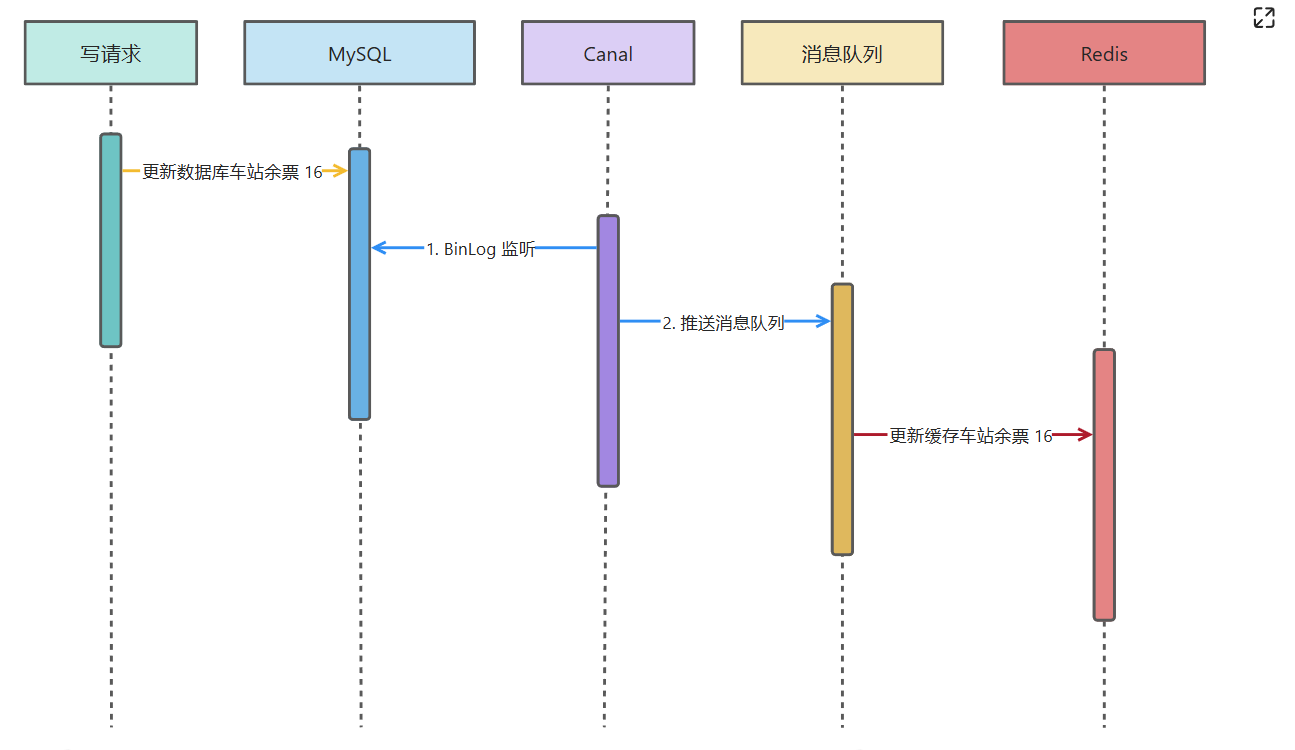 写请求
MySQL
Canal
消息队列
Redis
更新数据库车站余票 16
1. BinLog 监听
2. 推送消息队列
更新缓存车站余票 16